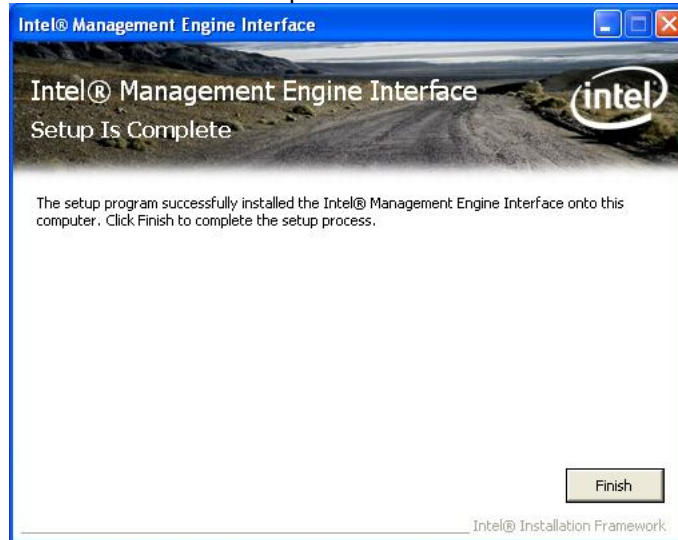 Intel® Management Engine Interface
Intel® Management Engine Interface
intel
Setup Is Complete
The setup program successfully installed the Intel® Management Engine Interface onto this
computer. Click Finish to complete the setup process.
Finish
Intel® Installation Framework